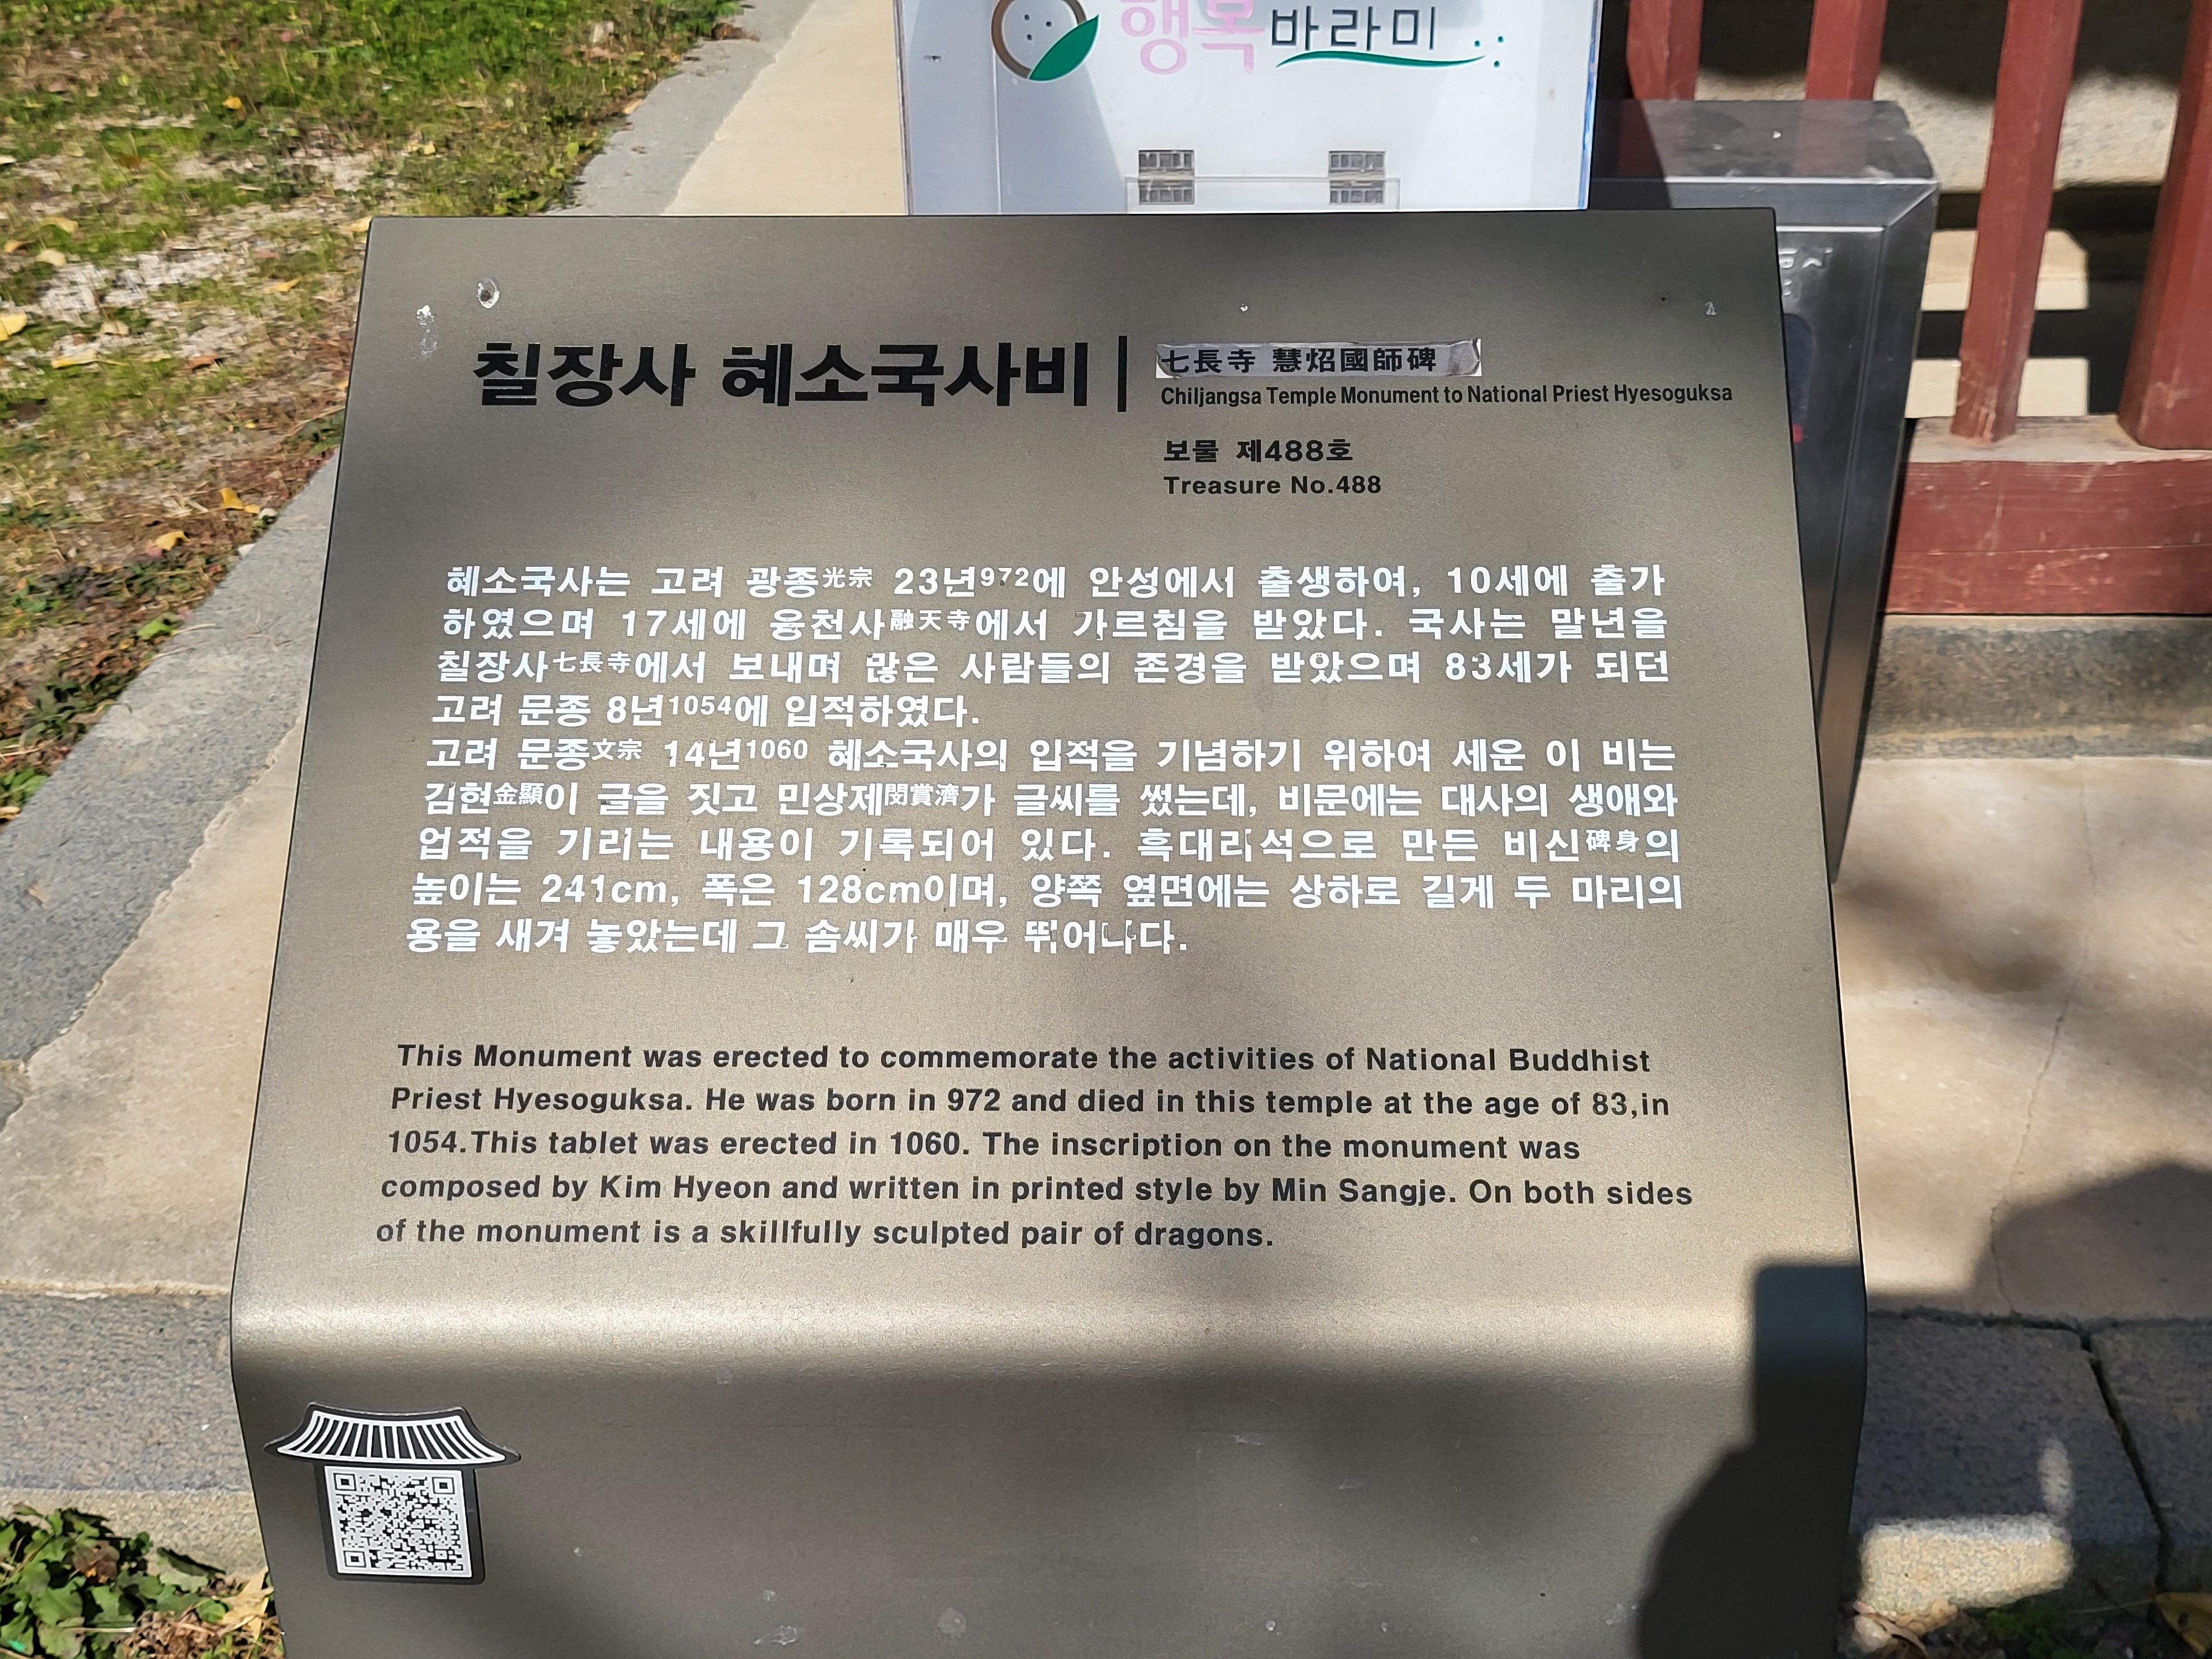 행복바라미
칠장사 혜소국사비
七長寺 慧炤國師碑
Chiljangsa Temple Monument to National Priest Hyesoguksa
보물 제488호
Treasure No.488
혜소국사는 고려 광종光宗 23년972에 안성에서 출생하여, 10세에 출가
하였으며 17세에 융천사融天寺에서 가르침을 받았다. 국사는 말년을
칠장사七長寺에서 보내며 많은 사람들의 존경을 받았으며 83세가 되던
고려 문종 8년1054에 입적하였다.
고려 문종文宗 14년1060 혜소국사의 입적을 기념하기 위하여 세운 이 비는
김현金顯이 글을 짓고 민상제閔賞濟가 글씨를 썼는데, 비문에는 대사의 생애와
업적을 기리는 내용이 기록되어 있다. 흑대리석으로 만든 비신碑身의
높이는 241cm, 폭은 128cm이며, 양쪽 옆면에는 상하로 길게 두 마리의
용을 새겨 놓았는데 그 솜씨가 매우 뛰어나다.
This Monument was erected to commemorate the activities of National Buddhist
Priest Hyesoguksa. He was born in 972 and died in this temple at the age of 83,in
1054.This tablet was erected in 1060. The inscription on the monument was
composed by Kim Hyeon and written in printed style by Min Sangje. On both sides
of the monument is a skillfully sculpted pair of dragons.